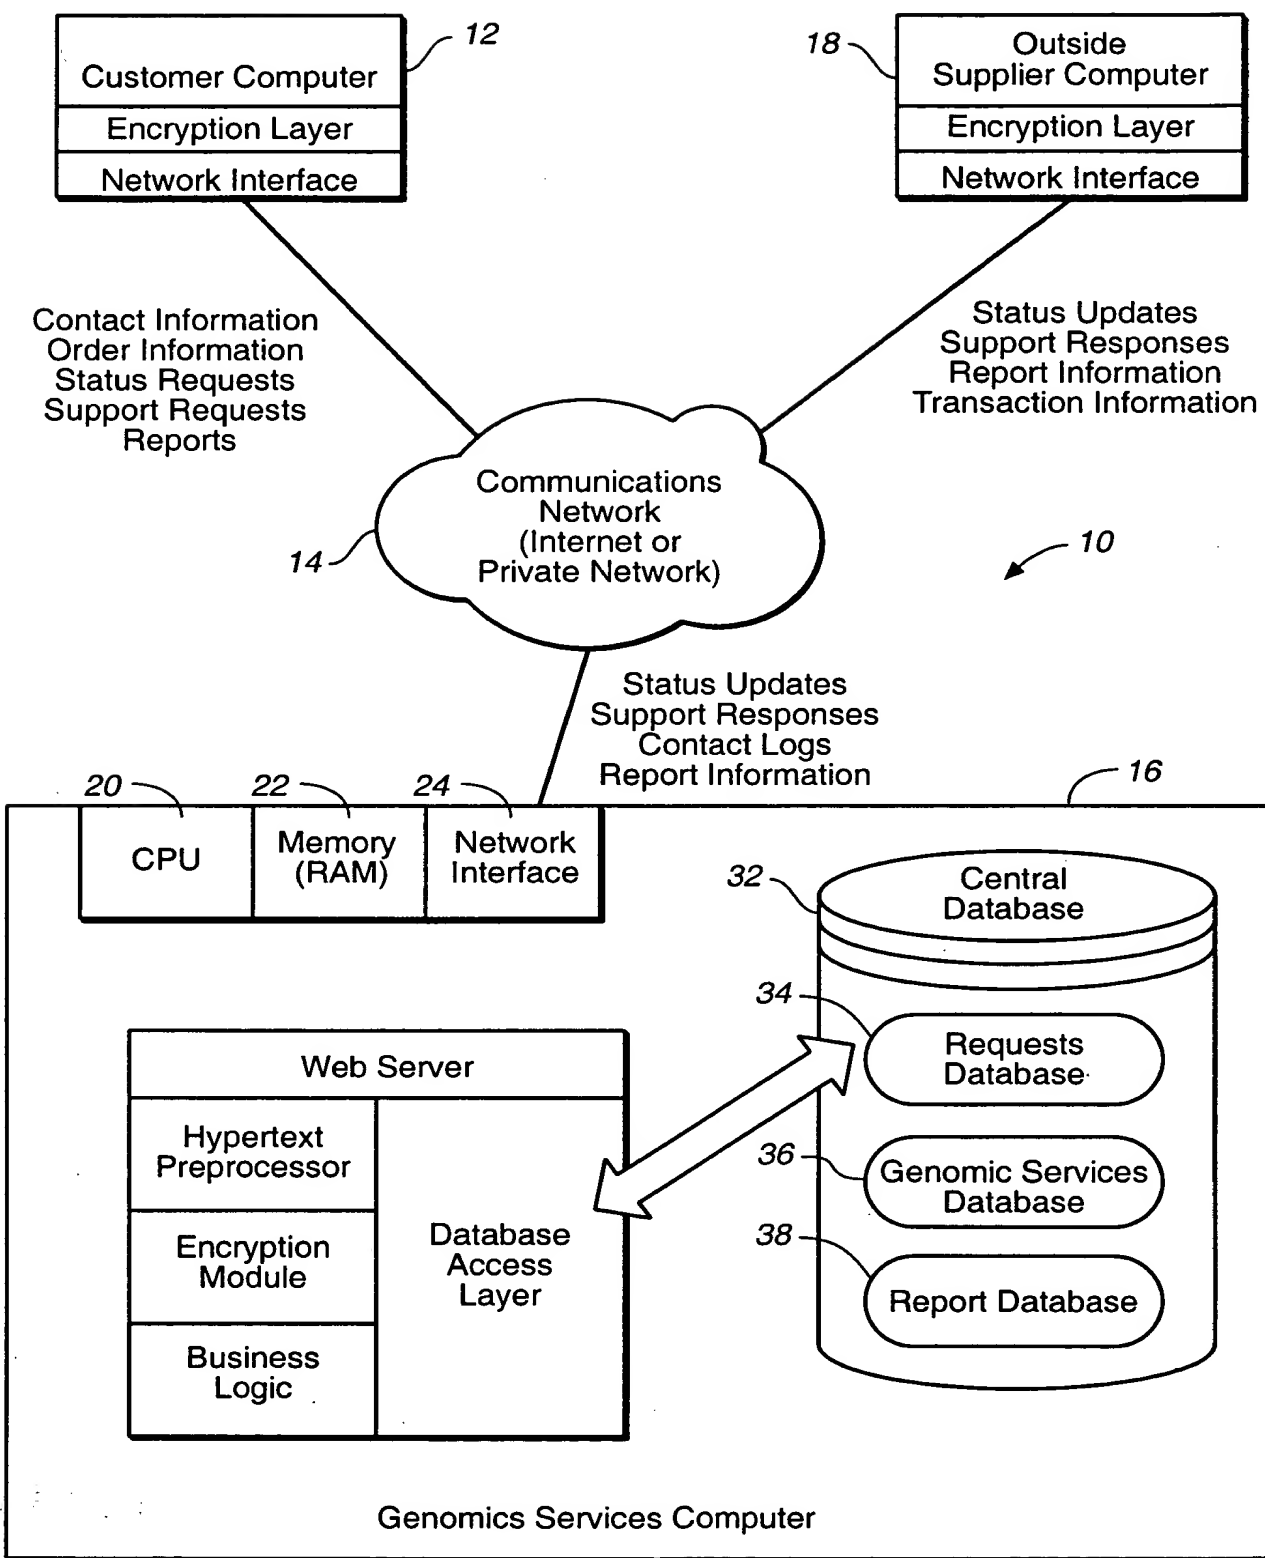 12
Customer Computer
Encryption Layer
Network Interface
18
Outside
Supplier Computer
Encryption Layer
Network Interface
Contact Information
Order Information
Status Requests
Support Requests
Reports
Status Updates
Support Responses
Report Information
Transaction Information
Communications
Network
(Internet or
Private Network)
14
10
Status Updates
Support Responses
Contact Logs
Report Information
20
22
24
16
CPU
Memory
(RAM)
Network
Interface
32
Central
Database
34
Requests
Database
36
Genomic Services
Database
38
Report Database
Web Server
Hypertext
Preprocessor
Encryption
Module
Business
Logic
Database
Access
Layer
Genomics Services Computer